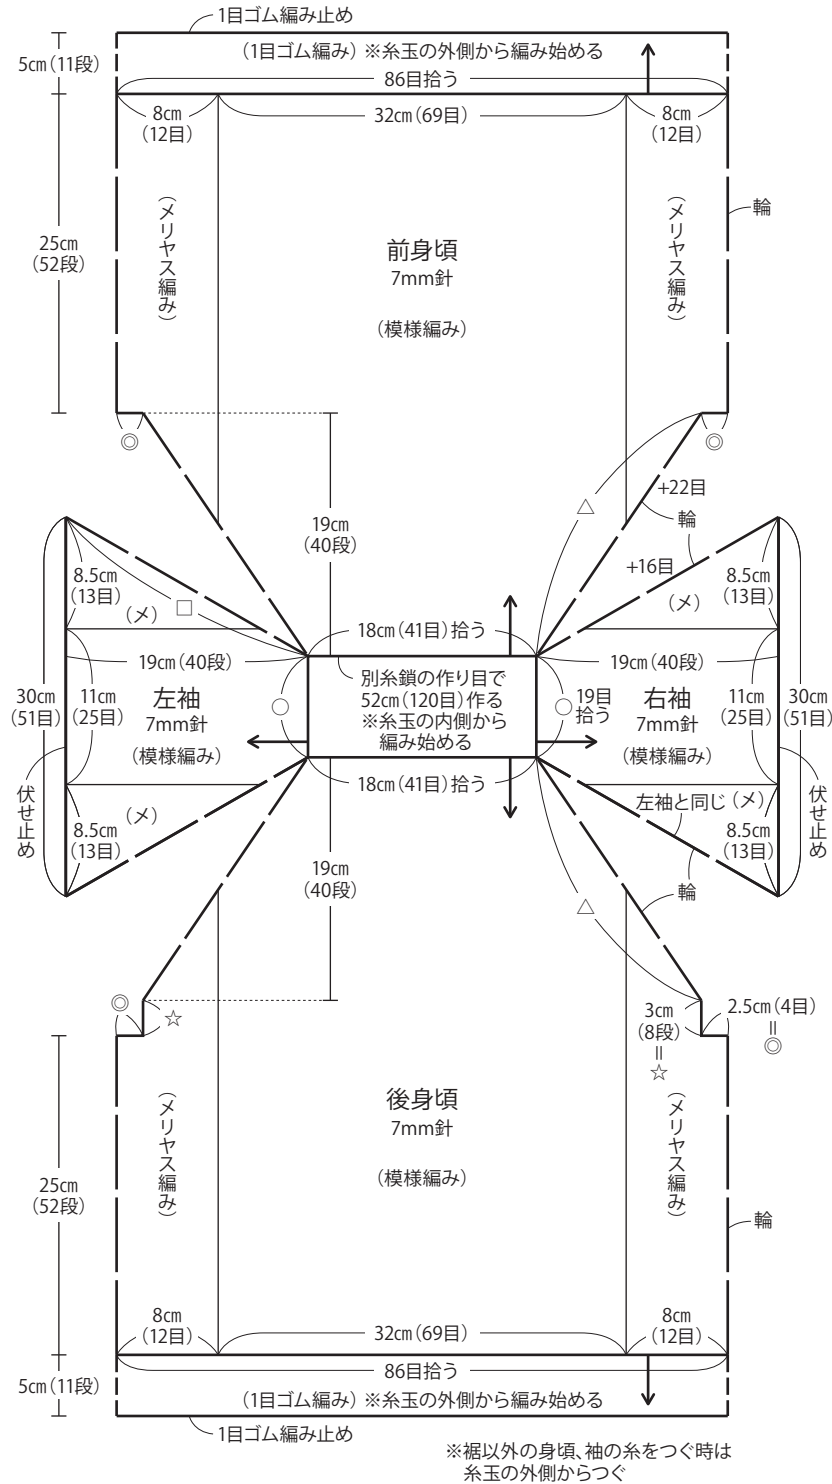 1目ゴム編み止め
(1目ゴム編み) ※糸玉の外側から編み始める
5㎝(11段)
86目拾う
8㎝
(12目)
32㎝(69目)
8㎝
(12目)
(メリヤス編み)
(メリヤス編み)
輪
25㎝
(52段)
前身頃
7mm針
(模様編み)
◎
◎
+22目
△
輪
19㎝
(40段)
+16目
8.5㎝
(13目)
(メ)
□
8.5㎝
(13目)
(メ)
18㎝(41目)拾う
19㎝(40段)
19㎝(40段)
別糸鎖の作り目で
52㎝(120目)作る
※糸玉の内側から
編み始める
30㎝
(51目)
11㎝
(25目)
左袖
7mm針
(模様編み)
○
○19目
拾う
右袖
7mm針
(模様編み)
11㎝
(25目)
30㎝
(51目)
18㎝(41目)拾う
伏せ止め
8.5㎝
(13目)
(メ)
左袖と同じ(メ)
8.5㎝
(13目)
伏せ止め
輪
19㎝
(40段)
△
◎
☆
3㎝
(8段)
=
☆
2.5㎝(4目)
=
◎
後身頃
7mm針
(模様編み)
(メリヤス編み)
(メリヤス編み)
25㎝
(52段)
輪
8㎝
(12目)
32㎝(69目)
8㎝
(12目)
86目拾う
5㎝(11段)
(1目ゴム編み) ※糸玉の外側から編み始める
1目ゴム編み止め
※裾以外の身頃、袖の糸をつぐ時は
糸玉の外側からつぐ